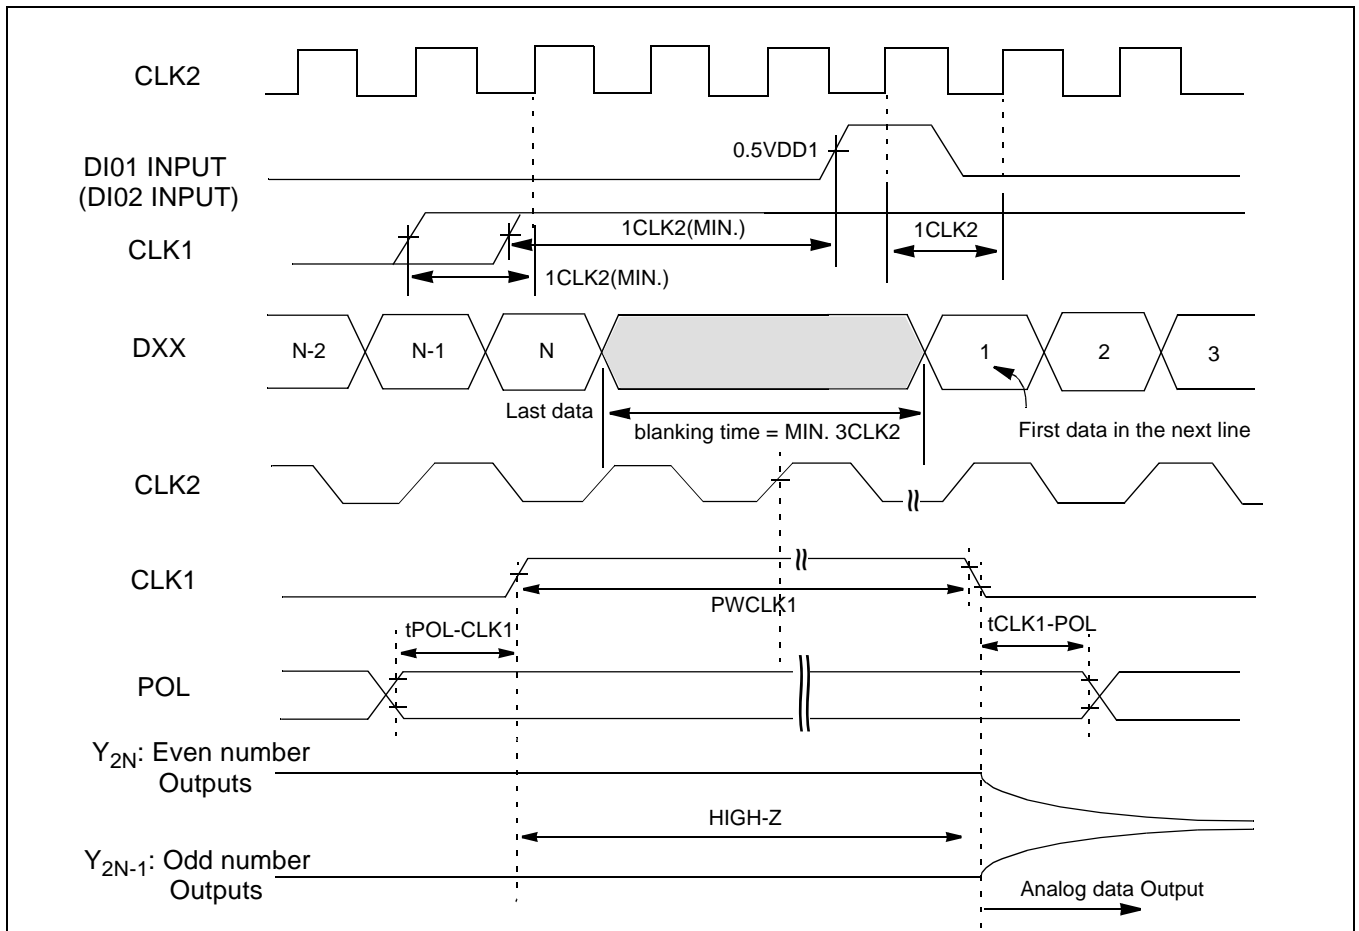 CLK2
DI01 INPUT
(DI02 INPUT)
0.5VDD1
CLK1
1CLK2(MIN.)
1CLK2
1CLK2(MIN.)
DXX
N-2
N-1
N
1
2
3
Last data
blanking time = MIN. 3CLK2
First data in the next line
CLK2
CLK1
PWCLK1
tPOL-CLK1
tCLK1-POL
POL
Y2N: Even number
Outputs
HIGH-Z
Y2N-1: Odd number
Outputs
Analog data Output